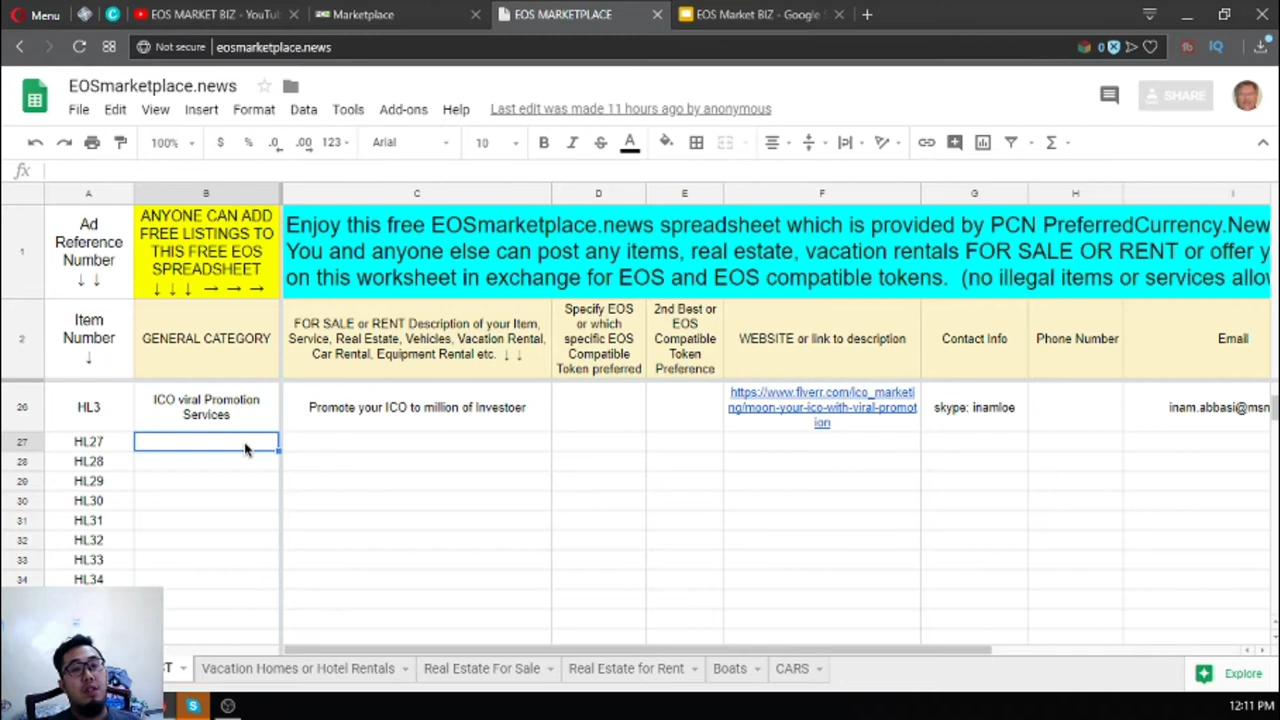 Menu
EOS MARKET BIZ - YouTu
Marketplace
EOS MARKETPLACE
EOS Market BIZ - Google
Not secure
eosmarketplace.news
0
EOSmarketplace.news
File Edit View Insert Format Data Tools Add-ons Help
Last edit was made 11 hours ago by anonymous
SHARE
100% $ % .0 .00 123 Arial 10
fx
A B C D E F G H I
1
Ad
Reference
Number
↓ ↓
ANYONE CAN ADD
FREE LISTINGS TO
THIS FREE EOS
SPREADSHEET
↓ ↓ ↓ → → →
Enjoy this free EOSmarketplace.news spreadsheet which is provided by PCN PreferredCurrency.New
You and anyone else can post any items, real estate, vacation rentals FOR SALE OR RENT or offer y
on this worksheet in exchange for EOS and EOS compatible tokens. (no illegal items or services allo
2
Item
Number
↓
GENERAL CATEGORY
FOR SALE or RENT Description of your Item,
Service, Real Estate, Vehicles, Vacation Rental,
Car Rental, Equipment Rental etc. ↓ ↓
Specify EOS
or which
specific EOS
Compatible
Token preferred
2nd Best or
EOS
Compatible
Token
Preference
WEBSITE or link to description
Contact Info
Phone Number
Email
26
HL3
ICO viral Promotion
Services
Promote your ICO to million of Investoer
https://www.fiverr.com/ico_marketi
ng/moon-your-ico-with-viral-promot
ion
skype: inamloe
inam.abbasi@msn
27 HL27
28 HL28
29 HL29
30 HL30
31 HL31
32 HL32
33 HL33
34 HL34
Vacation Homes or Hotel Rentals
Real Estate For Sale
Real Estate for Rent
Boats
CARS
Explore
12:11 PM